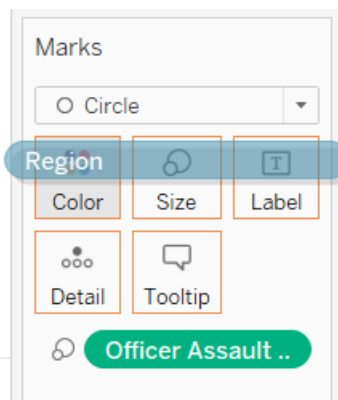 Marks
Circle
Region
T
Color Size Label
Detail Tooltip
Officer Assault ..